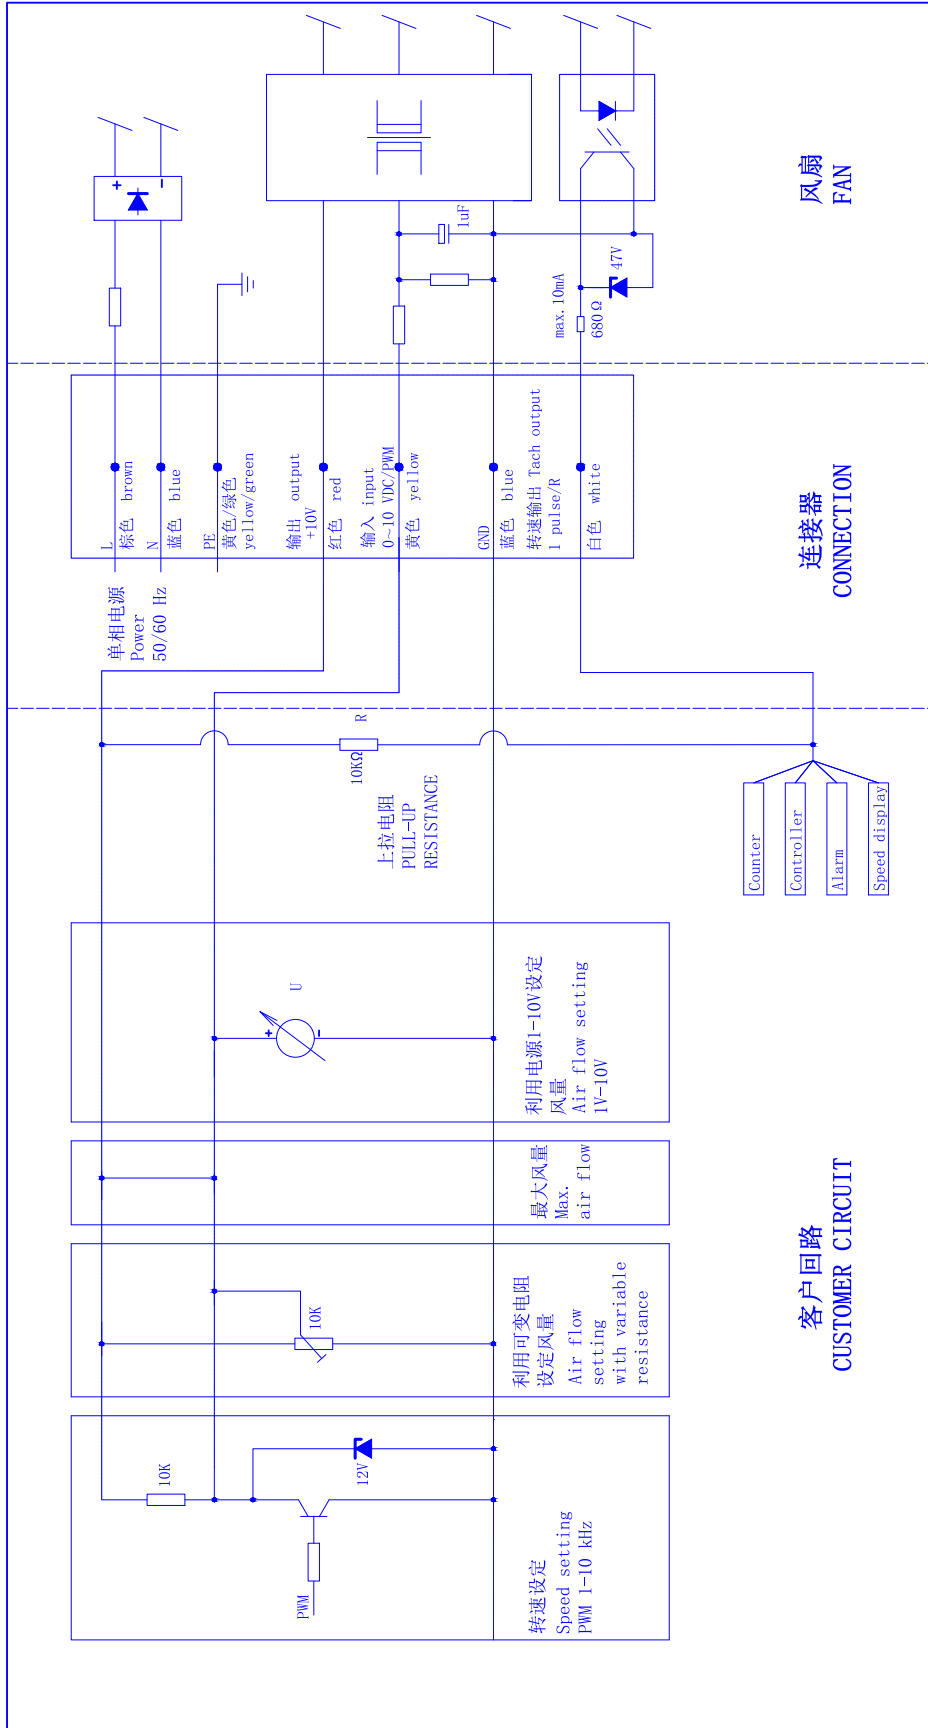 转速设定
Speed setting
PWM 1-10 kHz
PWM
10K
12V
利用可变电阻
设定风量
Air flow
setting
with variable
resistance
10K
最大风量
Max.
air flow
利用电源1-10V设定
风量
Air flow setting
1V-10V
U
+
-
上拉电阻
PULL-UP
RESISTANCE
10KΩ
R
Counter
Controller
Alarm
Speed display
客户回路
CUSTOMER CIRCUIT
单相电源
Power
50/60 Hz
L
棕色 brown
N
蓝色 blue
PE
黄色/绿色
yellow/green
输出 output
+10V
红色 red
输入 input
0~10 VDC/PWM
黄色 yellow
GND
蓝色 blue
转速输出 Tach output
1 pulse/R
白色 white
连接器
CONNECTION
+
-
1uF
max.10mA
680Ω
47V
风扇
FAN